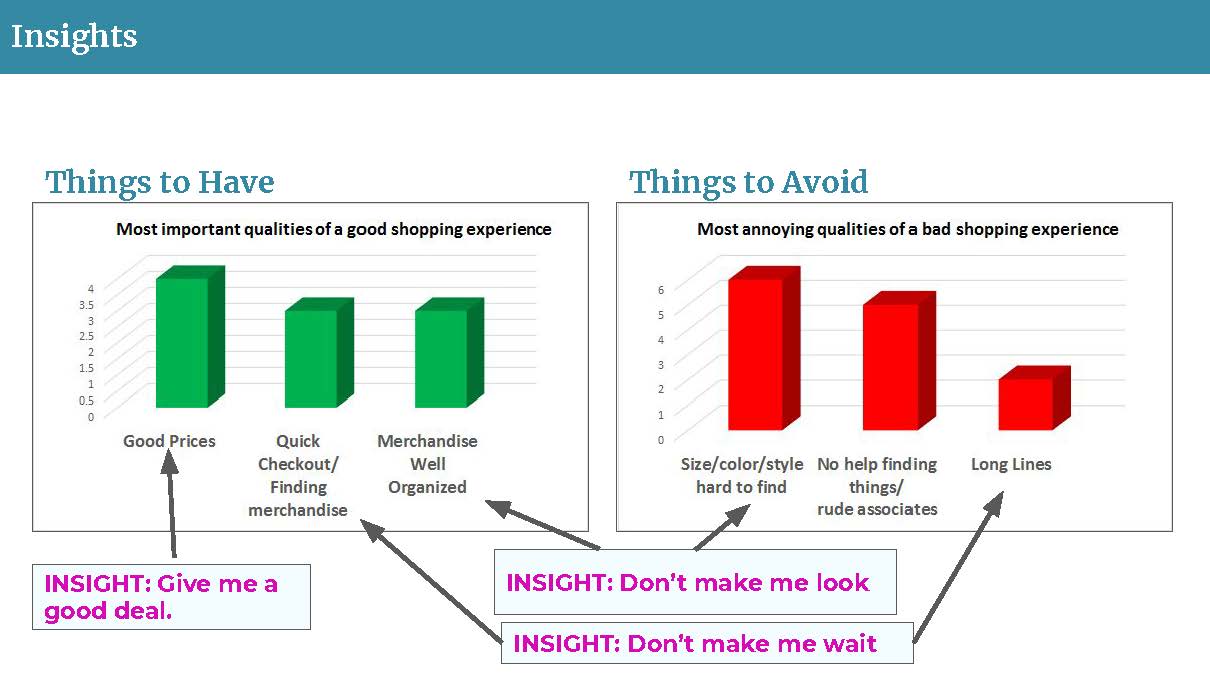 Insights
Things to Have
Things to Avoid
Most important qualities of a good shopping experience
4
3.5
3
2.5
2
1.5
1
0.5
0
Good Prices
Quick
Checkout/
Finding
merchandise
Merchandise
Well
Organized
Most annoying qualities of a bad shopping experience
6
5
4
3
2
1
0
Size/color/style
hard to find
No help finding
things/
rude associates
Long Lines
INSIGHT: Give me a
good deal.
INSIGHT: Don’t make me look
INSIGHT: Don’t make me wait